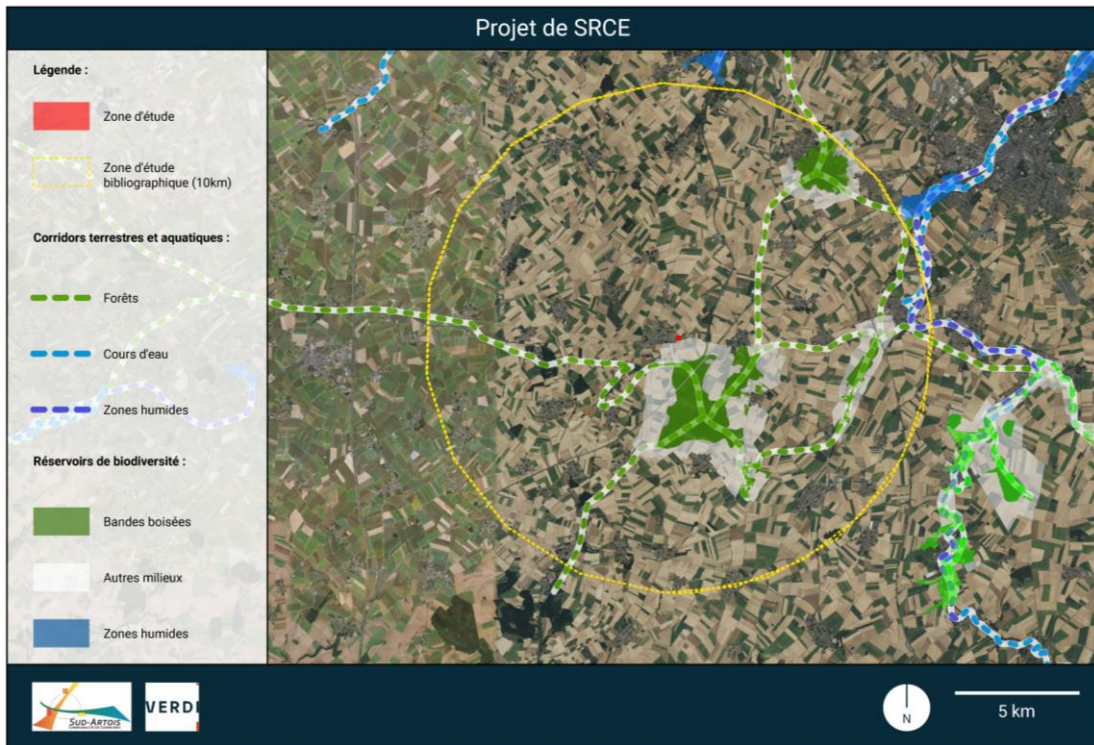 Projet de SRCE
Légende :
Zone d'étude
Zone d'étude
bibliographique (10km)
Corridors terrestres et aquatiques :
Forêts
Cours d'eau
Zones humides
Réservoirs de biodiversité :
Bandes boisées
Autres milieux
Zones humides
SUD-ARTOIS
VERDI
N
5 km